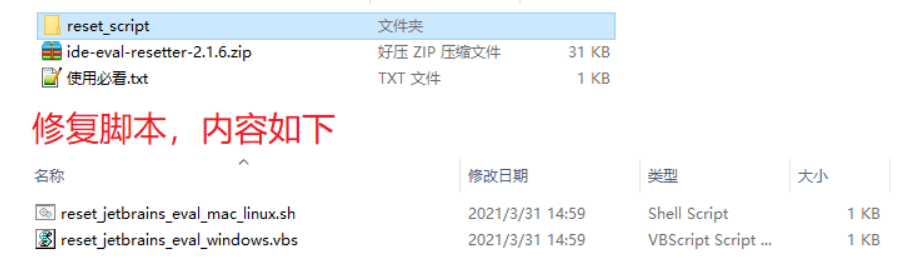 reset_script 文件夹
ide-eval-resetter-2.1.6.zip 好压 ZIP 压缩文件 31 KB
使用必看.txt TXT 文件 1 KB
修复脚本，内容如下
名称 修改日期 类型 大小
reset_jetbrains_eval_mac_linux.sh 2021/3/31 14:59 Shell Script 1 KB
reset_jetbrains_eval_windows.vbs 2021/3/31 14:59 VBScript Script ... 1 KB